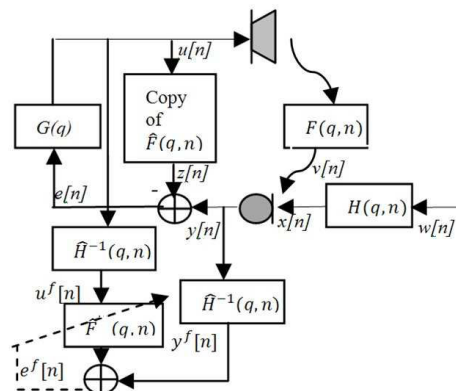 u[n]
Copy
of
F̂(q,n)
G(q)
F(q,n)
z[n]
v[n]
e[n]
-
y[n]
x[n]
H(q,n)
w[n]
Ĥ⁻¹(q,n)
u^f[n]
Ĥ⁻¹(q,n)
F̂ (q,n)
y^f[n]
e^f[n]